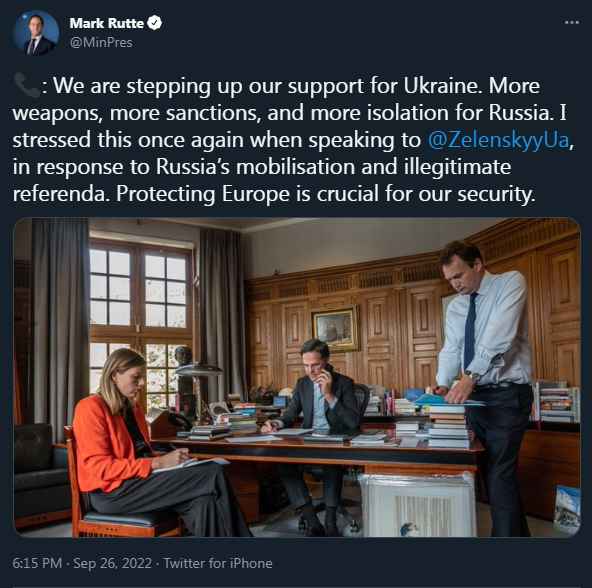 Mark Rutte
@MinPres
📞: We are stepping up our support for Ukraine. More
weapons, more sanctions, and more isolation for Russia. I
stressed this once again when speaking to @ZelenskyyUa,
in response to Russia’s mobilisation and illegitimate
referenda. Protecting Europe is crucial for our security.
6:15 PM · Sep 26, 2022 · Twitter for iPhone